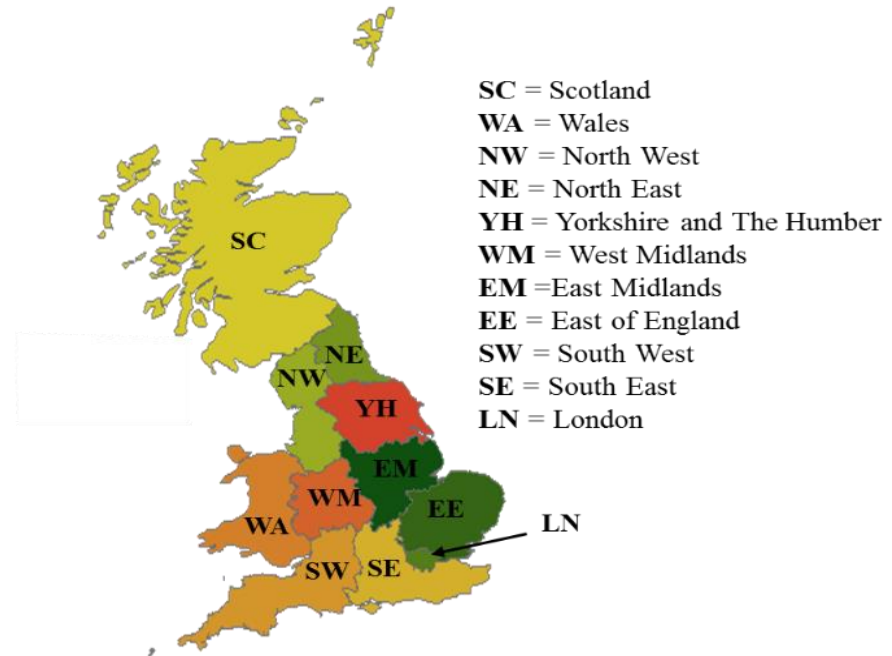 SC = Scotland
WA = Wales
NW = North West
NE = North East
YH = Yorkshire and The Humber
WM = West Midlands
EM =East Midlands
EE = East of England
SW = South West
SE = South East
LN = London
SC
NE
NW
YH
EM
WM
EE
WA
LN
SW
SE